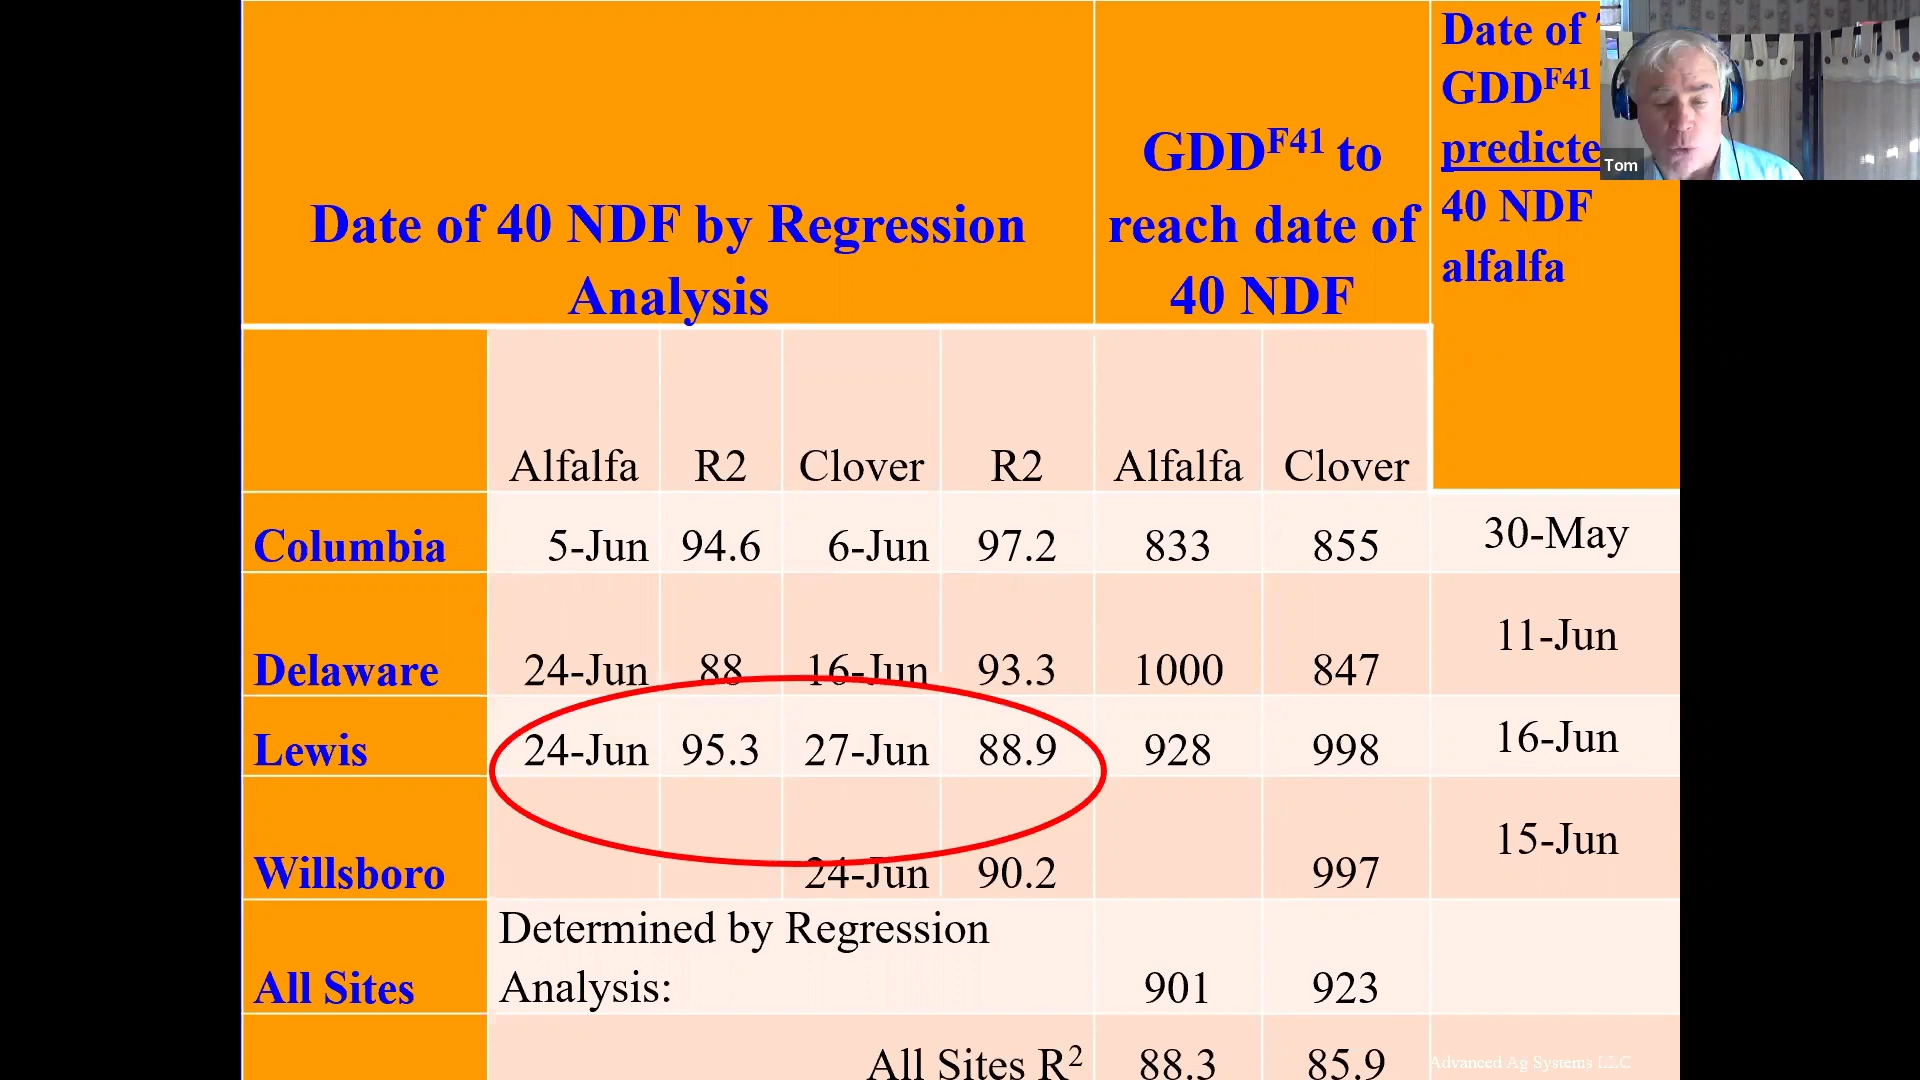 Date of 40 NDF by Regression
Analysis
GDDF41 to
reach date of
40 NDF
Date of
GDDF41
predicte
40 NDF
alfalfa
Tom
Alfalfa R2 Clover R2 Alfalfa Clover
Columbia 5-Jun 94.6 6-Jun 97.2 833 855 30-May
Delaware 24-Jun 88 16-Jun 93.3 1000 847 11-Jun
Lewis 24-Jun 95.3 27-Jun 88.9 928 998 16-Jun
Willsboro 24-Jun 90.2 997 15-Jun
Determined by Regression
All Sites Analysis: 901 923
All Sites R2 88.3 85.9
Advanced Ag Systems LLC